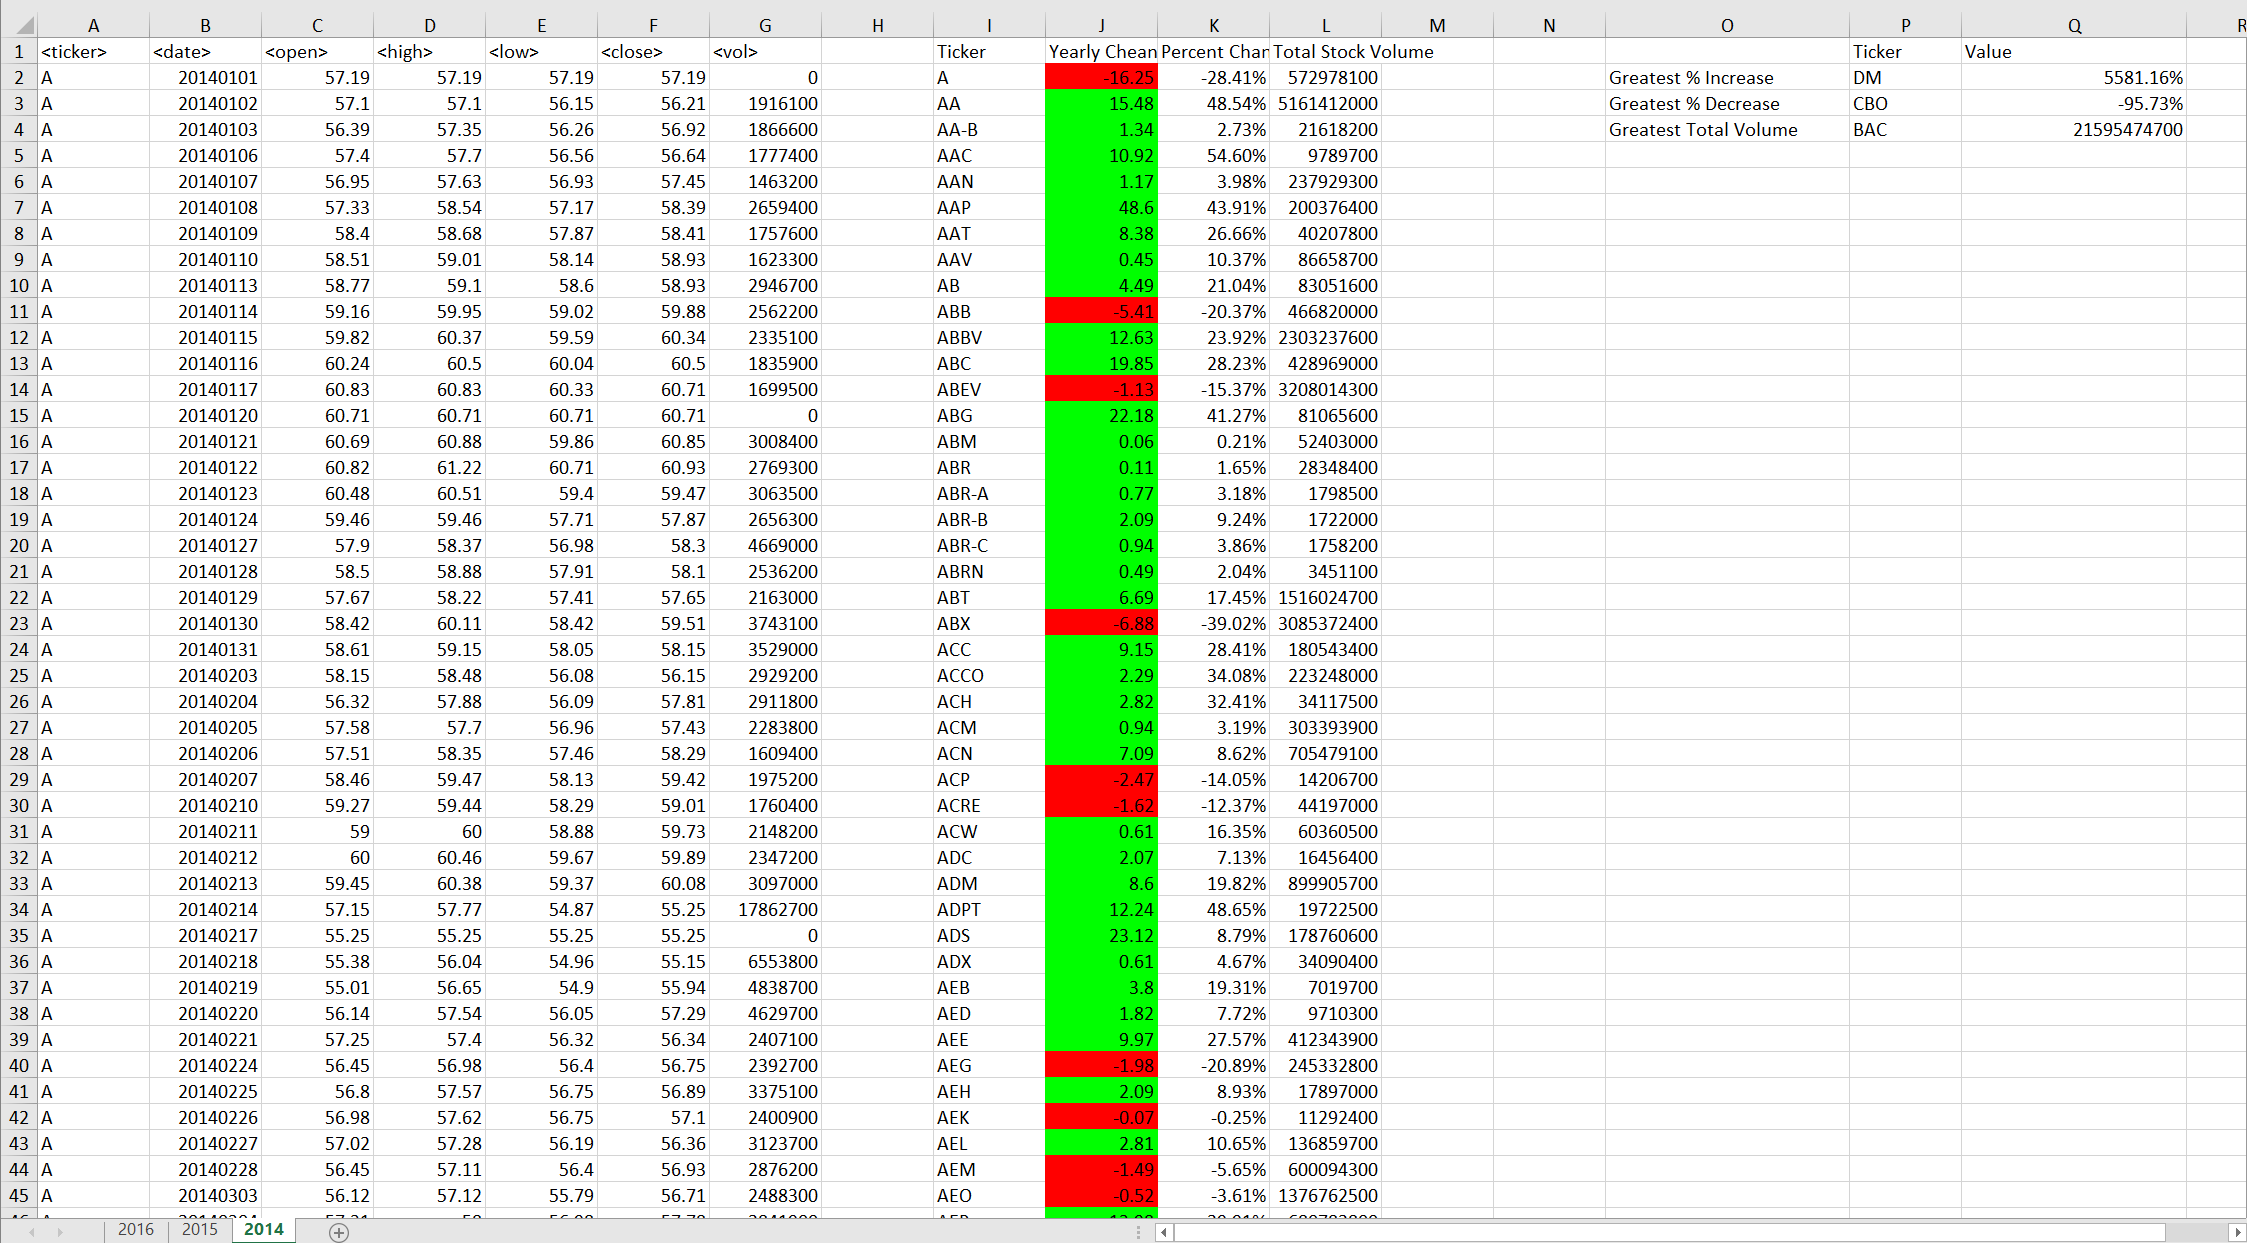 A B C D E F G H I J K L M N O P Q R
1 <ticker> <date> <open> <high> <low> <close> <vol> Ticker Yearly Chean Percent Chan Total Stock Volume Ticker Value
2 A 20140101 57.19 57.19 57.19 57.19 0 A -16.25 -28.41% 572978100 Greatest % Increase DM 5581.16%
3 A 20140102 57.1 57.1 56.15 56.21 1916100 AA 15.48 48.54% 5161412000 Greatest % Decrease CBO -95.73%
4 A 20140103 56.39 57.35 56.26 56.92 1866600 AA-B 1.34 2.73% 21618200 Greatest Total Volume BAC 21595474700
5 A 20140106 57.4 57.7 56.56 56.64 1777400 AAC 10.92 54.60% 9789700
6 A 20140107 56.95 57.63 56.93 57.45 1463200 AAN 1.17 3.98% 237929300
7 A 20140108 57.33 58.54 57.17 58.39 2659400 AAP 48.6 43.91% 200376400
8 A 20140109 58.4 58.68 57.87 58.41 1757600 AAT 8.38 26.66% 40207800
9 A 20140110 58.51 59.01 58.14 58.93 1623300 AAV 0.45 10.37% 86658700
10 A 20140113 58.77 59.1 58.6 58.93 2946700 AB 4.49 21.04% 83051600
11 A 20140114 59.16 59.95 59.02 59.88 2562200 ABB -5.41 -20.37% 466820000
12 A 20140115 59.82 60.37 59.59 60.34 2335100 ABBV 12.63 23.92% 2303237600
13 A 20140116 60.24 60.5 60.04 60.5 1835900 ABC 19.85 28.23% 428969000
14 A 20140117 60.83 60.83 60.33 60.71 1699500 ABEV -1.13 -15.37% 3208014300
15 A 20140120 60.71 60.71 60.71 60.71 0 ABG 22.18 41.27% 81065600
16 A 20140121 60.69 60.88 59.86 60.85 3008400 ABM 0.06 0.21% 52403000
17 A 20140122 60.82 61.22 60.71 60.93 2769300 ABR 0.11 1.65% 28348400
18 A 20140123 60.48 60.51 59.4 59.47 3063500 ABR-A 0.77 3.18% 1798500
19 A 20140124 59.46 59.46 57.71 57.87 2656300 ABR-B 2.09 9.24% 1722000
20 A 20140127 57.9 58.37 56.98 58.3 4669000 ABR-C 0.94 3.86% 1758200
21 A 20140128 58.5 58.88 57.91 58.1 2536200 ABRN 0.49 2.04% 3451100
22 A 20140129 57.67 58.22 57.41 57.65 2163000 ABT 6.69 17.45% 1516024700
23 A 20140130 58.42 60.11 58.42 59.51 3743100 ABX -6.88 -39.02% 3085372400
24 A 20140131 58.61 59.15 58.05 58.15 3529000 ACC 9.15 28.41% 180543400
25 A 20140203 58.15 58.48 56.08 56.15 2929200 ACCO 2.29 34.08% 223248000
26 A 20140204 56.32 57.88 56.09 57.81 2911800 ACH 2.82 32.41% 34117500
27 A 20140205 57.58 57.7 56.96 57.43 2283800 ACM 0.94 3.19% 303393900
28 A 20140206 57.51 58.35 57.46 58.29 1609400 ACN 7.09 8.62% 705479100
29 A 20140207 58.46 59.47 58.13 59.42 1975200 ACP -2.47 -14.05% 14206700
30 A 20140210 59.27 59.44 58.29 59.01 1760400 ACRE -1.62 -12.37% 44197000
31 A 20140211 59 60 58.88 59.73 2148200 ACW 0.61 16.35% 60360500
32 A 20140212 60 60.46 59.67 59.89 2347200 ADC 2.07 7.13% 16456400
33 A 20140213 59.45 60.38 59.37 60.08 3097000 ADM 8.6 19.82% 899905700
34 A 20140214 57.15 57.77 54.87 55.25 17862700 ADPT 12.24 48.65% 19722500
35 A 20140217 55.25 55.25 55.25 55.25 0 ADS 23.12 8.79% 178760600
36 A 20140218 55.38 56.04 54.96 55.15 6553800 ADX 0.61 4.67% 34090400
37 A 20140219 55.01 56.65 54.9 55.94 4838700 AEB 3.8 19.31% 7019700
38 A 20140220 56.14 57.54 56.05 57.29 4629700 AED 1.82 7.72% 9710300
39 A 20140221 57.25 57.4 56.32 56.34 2407100 AEE 9.97 27.57% 412343900
40 A 20140224 56.45 56.98 56.4 56.75 2392700 AEG -1.98 -20.89% 245332800
41 A 20140225 56.8 57.57 56.75 56.89 3375100 AEH 2.09 8.93% 17897000
42 A 20140226 56.98 57.62 56.75 57.1 2400900 AEK -0.07 -0.25% 11292400
43 A 20140227 57.02 57.28 56.19 56.36 3123700 AEL 2.81 10.65% 136859700
44 A 20140228 56.45 57.11 56.4 56.93 2876200 AEM -1.49 -5.65% 600094300
45 A 20140303 56.12 57.12 55.79 56.71 2488300 AEO -0.52 -3.61% 1376762500
2016 2015 2014